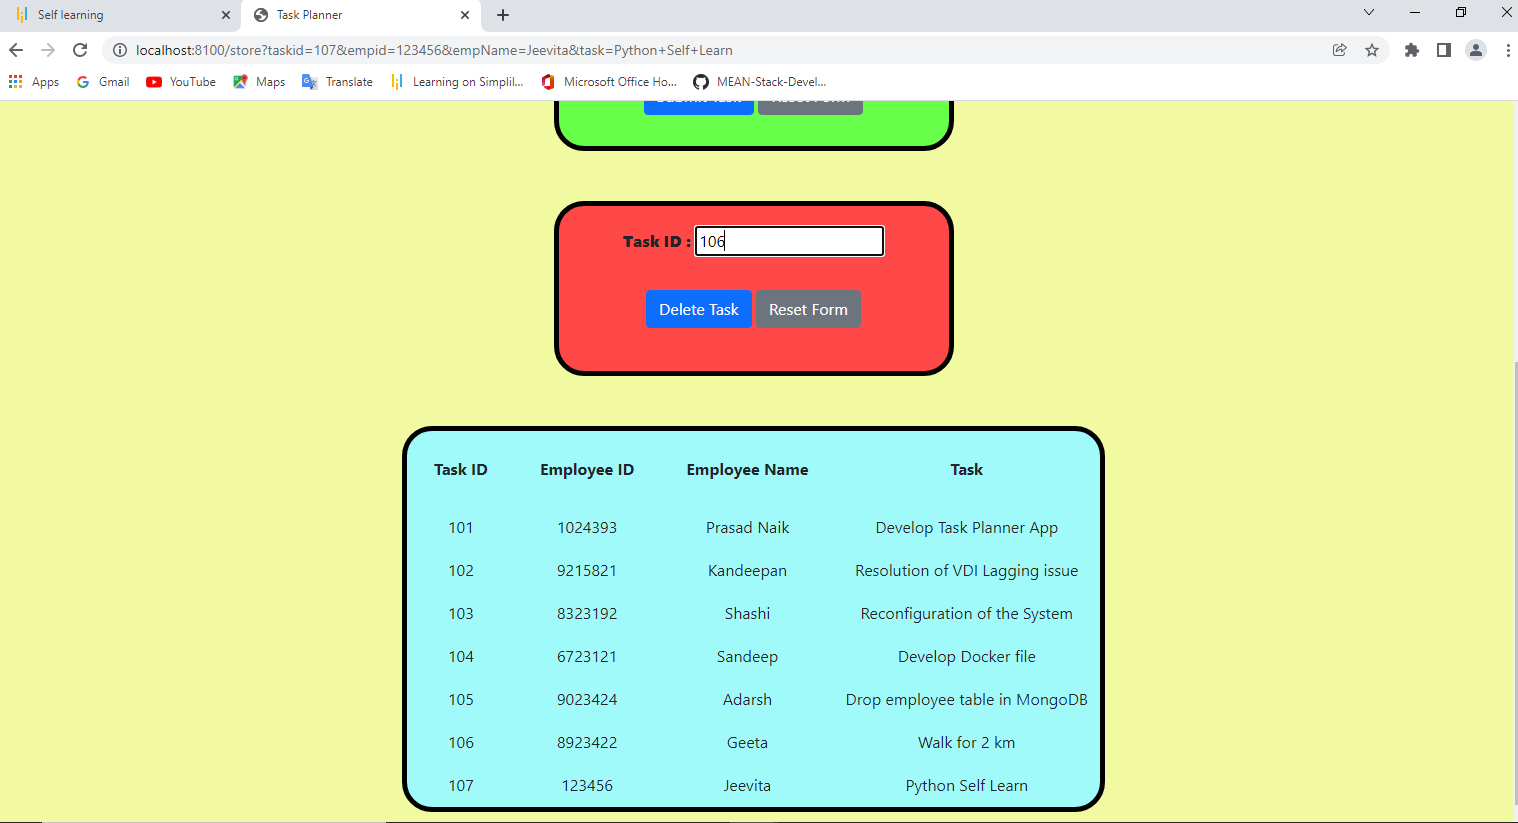 Self learning
Task Planner
localhost:8100/store?taskid=107&empid=123456&empName=Jeevita&task=Python+Self+Learn
Apps Gmail YouTube Maps Translate Learning on Simplil... Microsoft Office Ho... MEAN-Stack-Devel...
Task ID : 106
Delete Task Reset Form
Task ID Employee ID Employee Name Task
101 1024393 Prasad Naik Develop Task Planner App
102 9215821 Kandeepan Resolution of VDI Lagging issue
103 8323192 Shashi Reconfiguration of the System
104 6723121 Sandeep Develop Docker file
105 9023424 Adarsh Drop employee table in MongoDB
106 8923422 Geeta Walk for 2 km
107 123456 Jeevita Python Self Learn